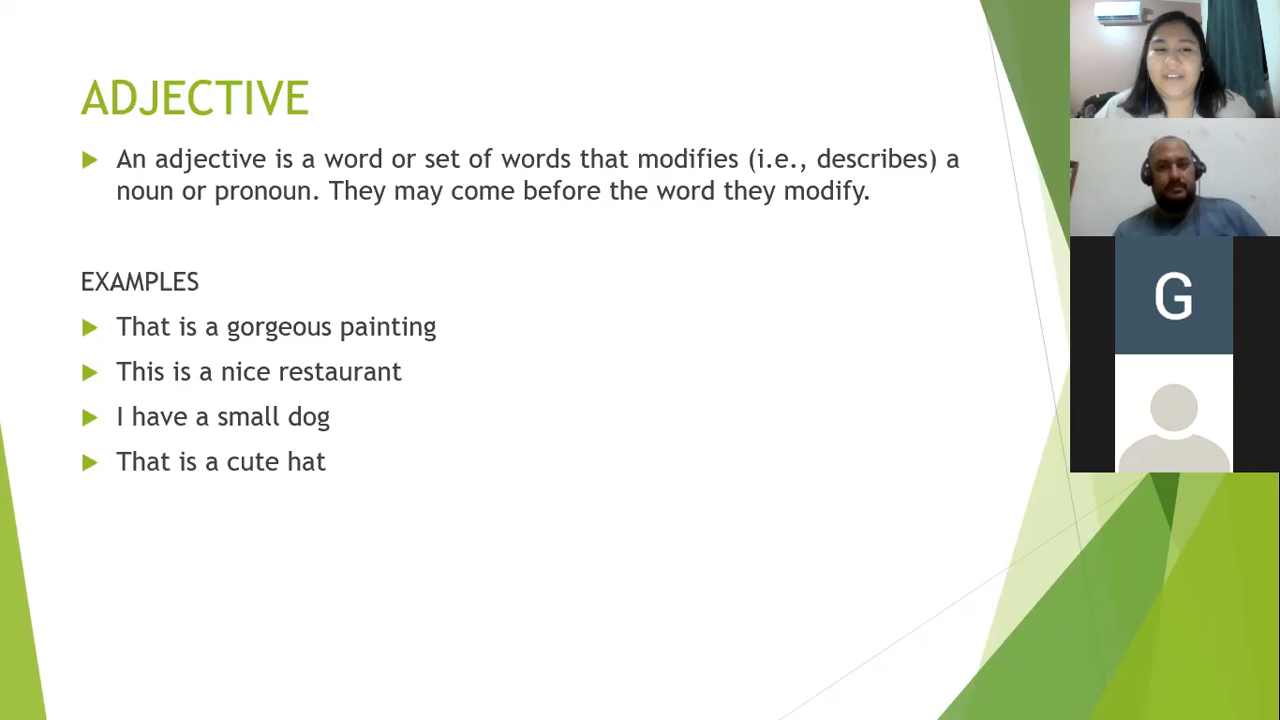 ADJECTIVE
An adjective is a word or set of words that modifies (i.e., describes) a
noun or pronoun. They may come before the word they modify.
EXAMPLES
That is a gorgeous painting
This is a nice restaurant
I have a small dog
That is a cute hat
G